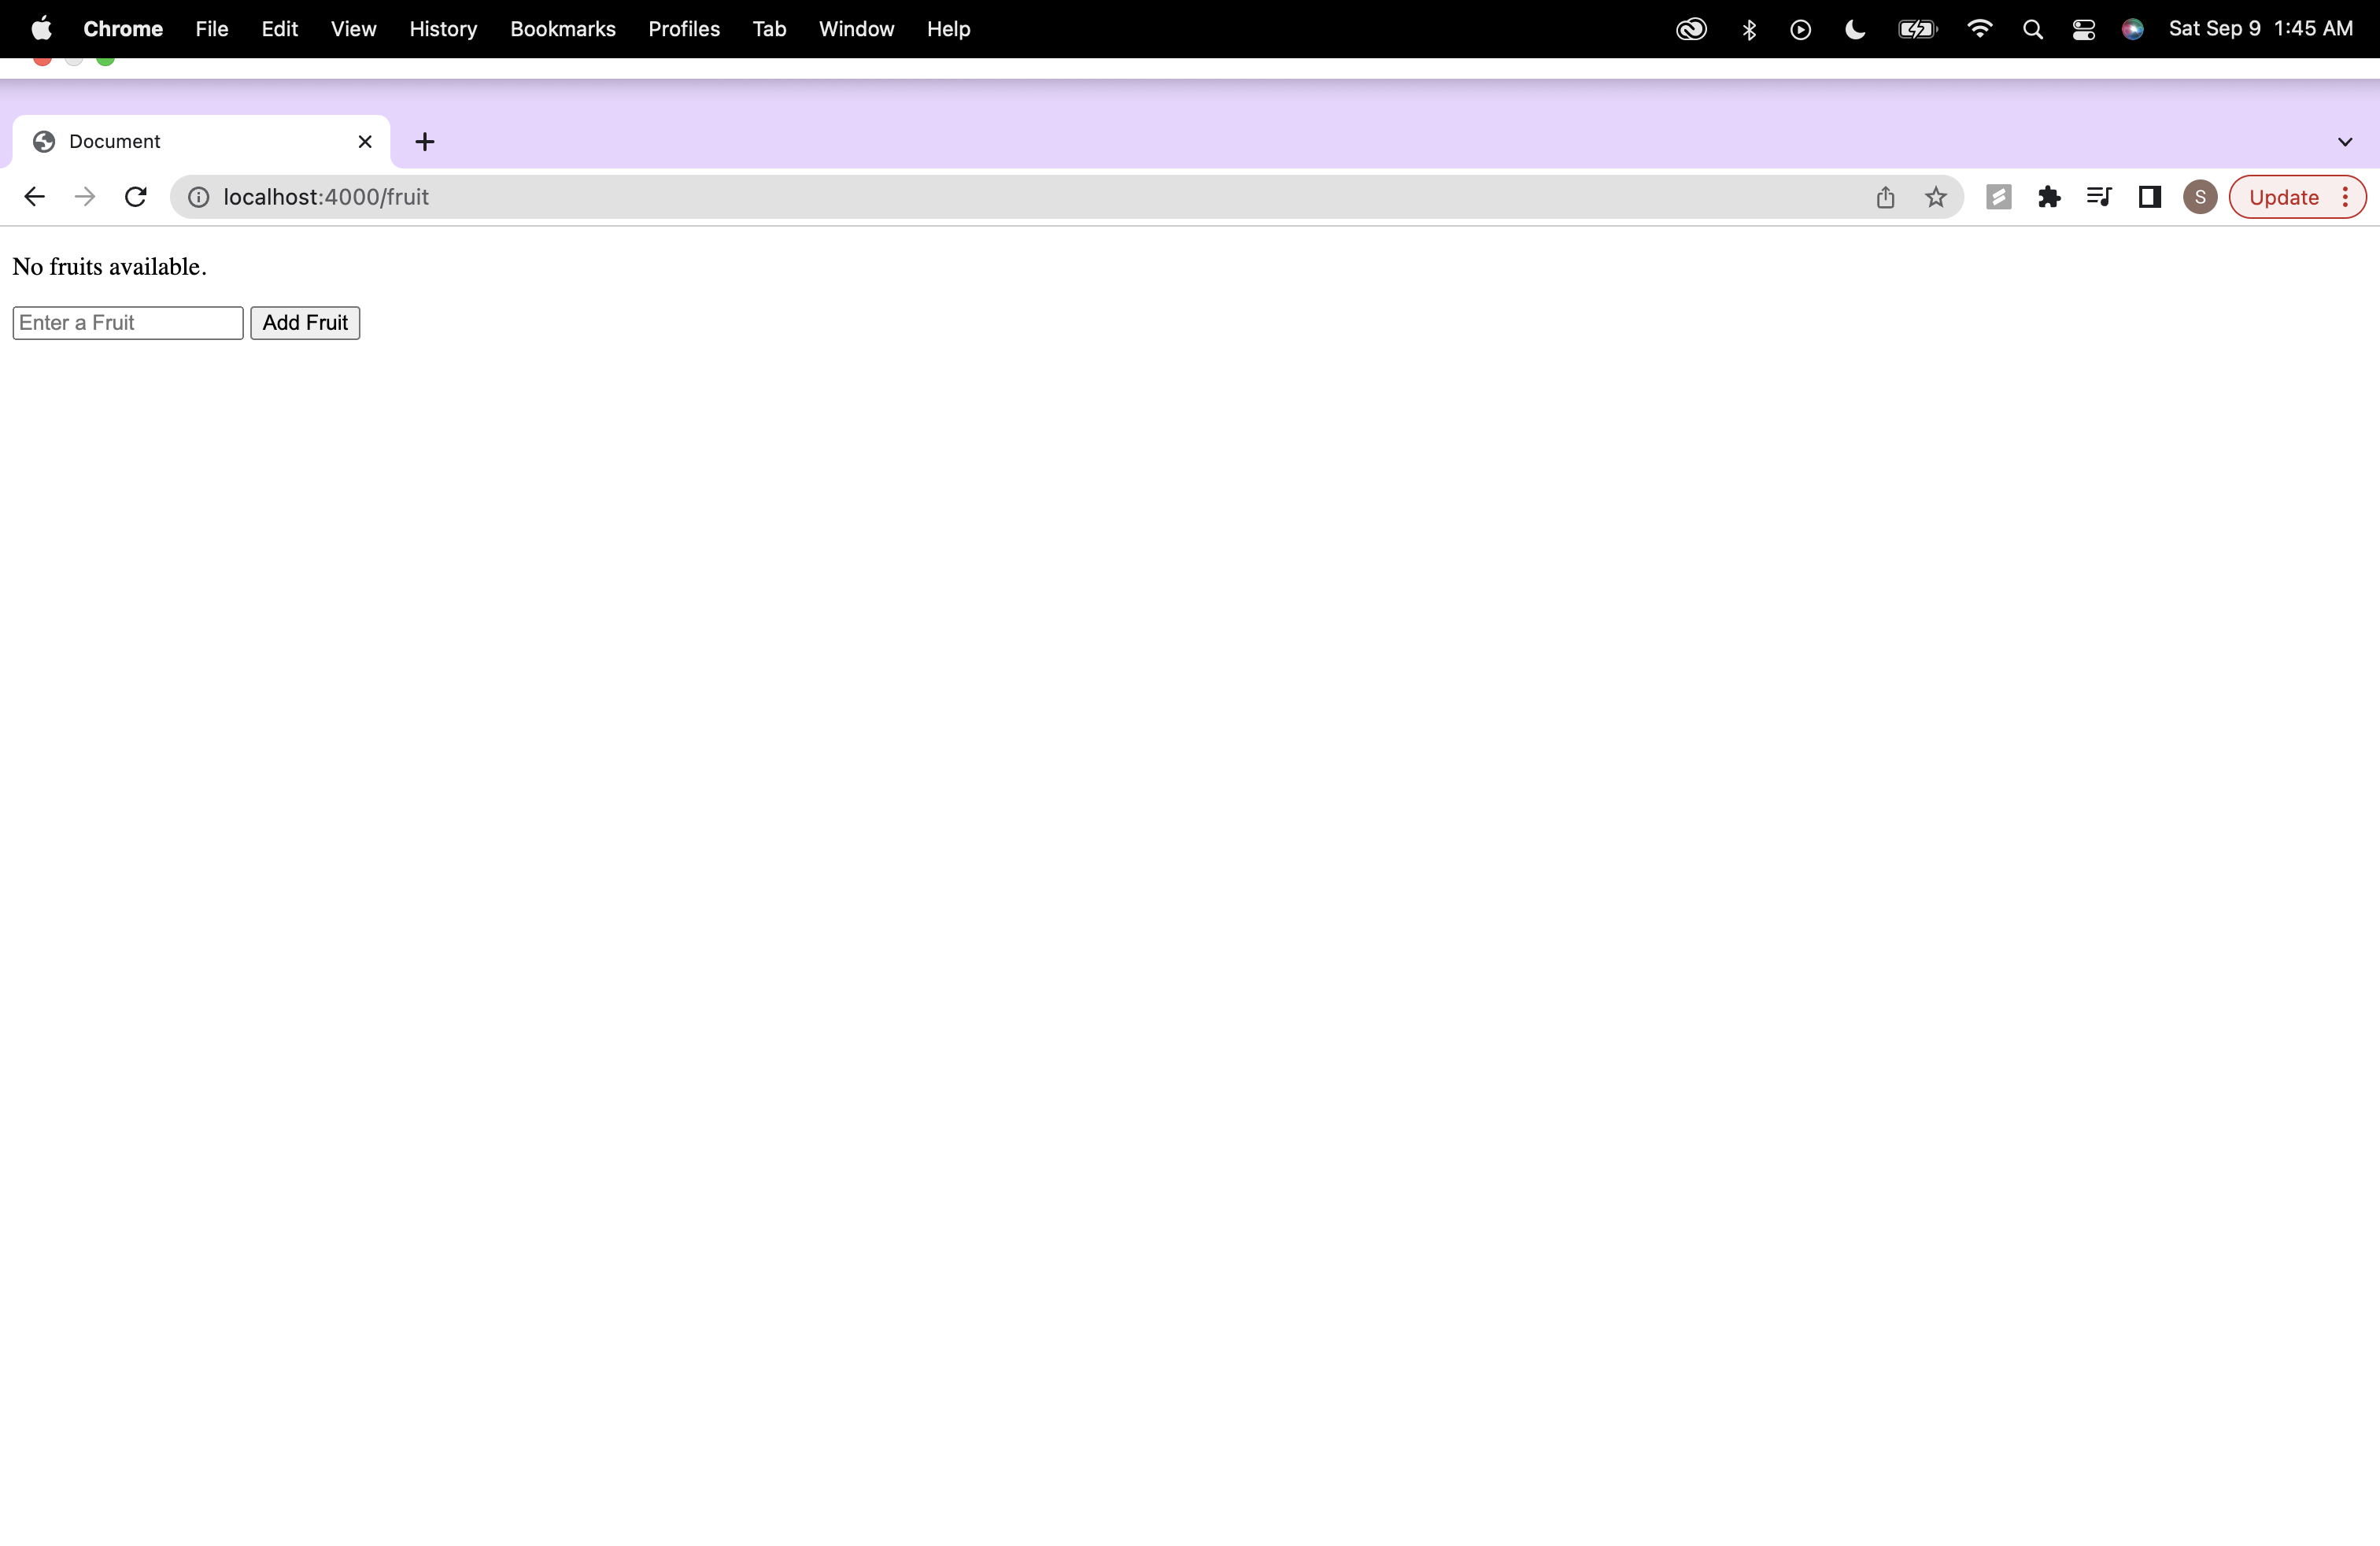 Chrome File Edit View History Bookmarks Profiles Tab Window Help Sat Sep 9 1:45 AM
Document
localhost:4000/fruit S Update
No fruits available.
Enter a Fruit Add Fruit